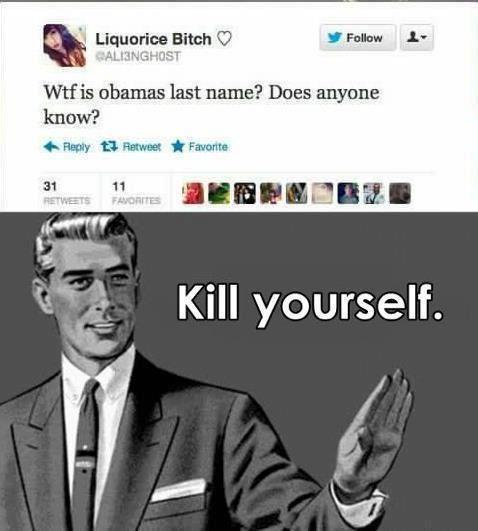 Liquorice Bitch ♡
Follow
@ALI3NGH0ST
Wtf is obamas last name? Does anyone
know?
Reply Retweet Favorite
31 11
RETWEETS FAVORITES
Kill yourself.